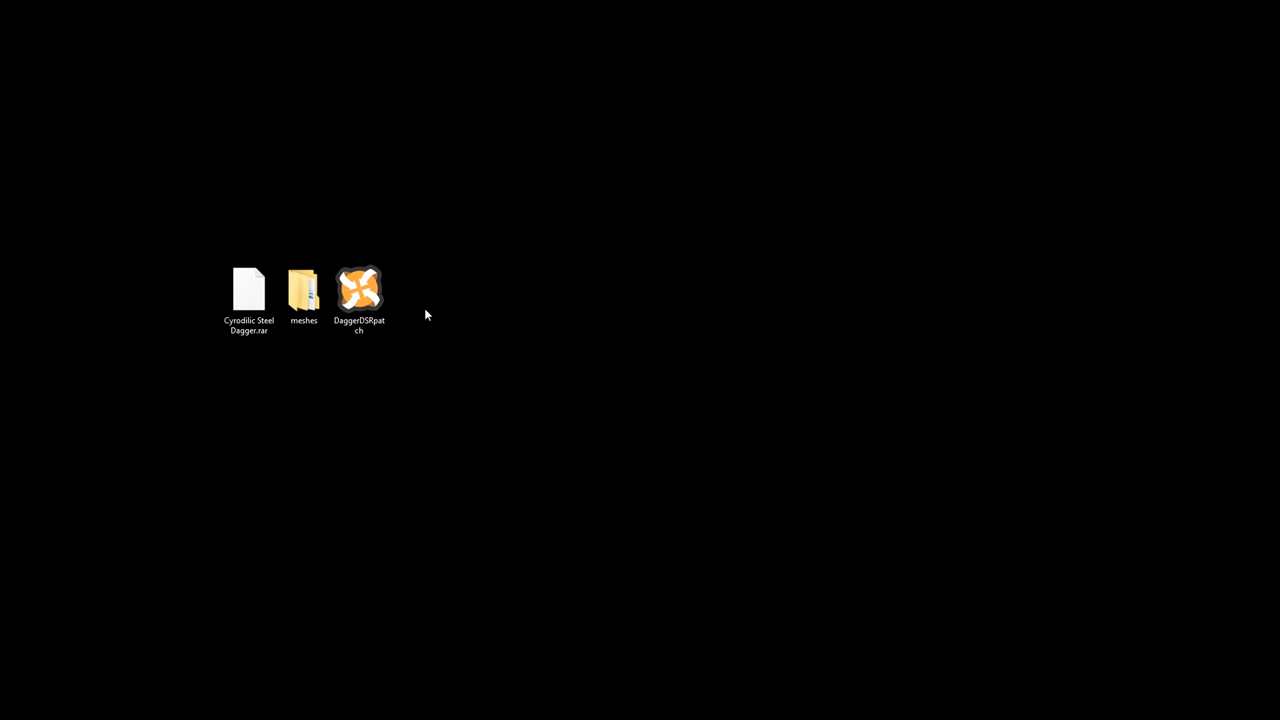 Cyrodilic Steel
Dagger.rar
meshes
DaggerDSRpat
ch